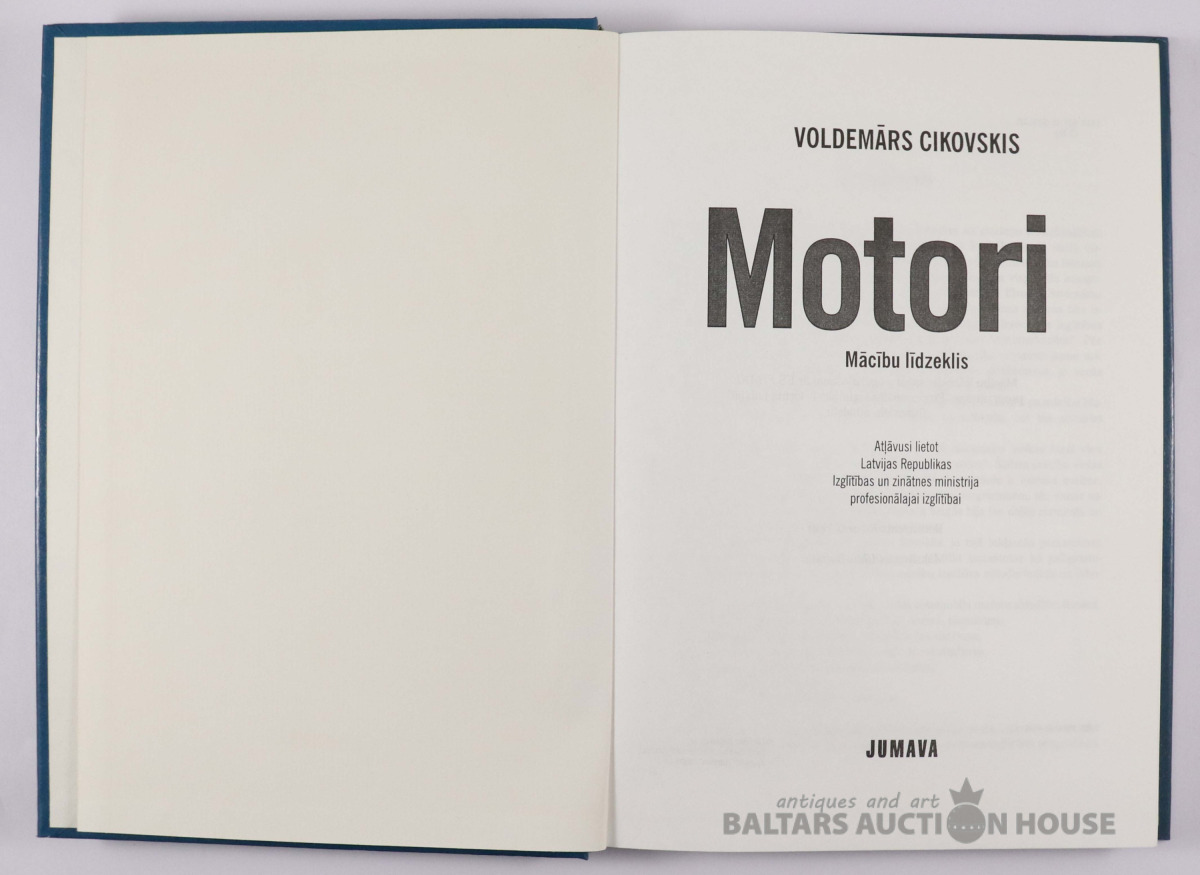 VOLDEMĀRS CIKOVSKIS
Motori
Mācību līdzeklis
Atļāvusi lietot
Latvijas Republikas
Izglītības un zinātnes ministrija
profesionālajai izglītībai
JUMAVA
antiques and art
BALTARS AUCTION HOUSE